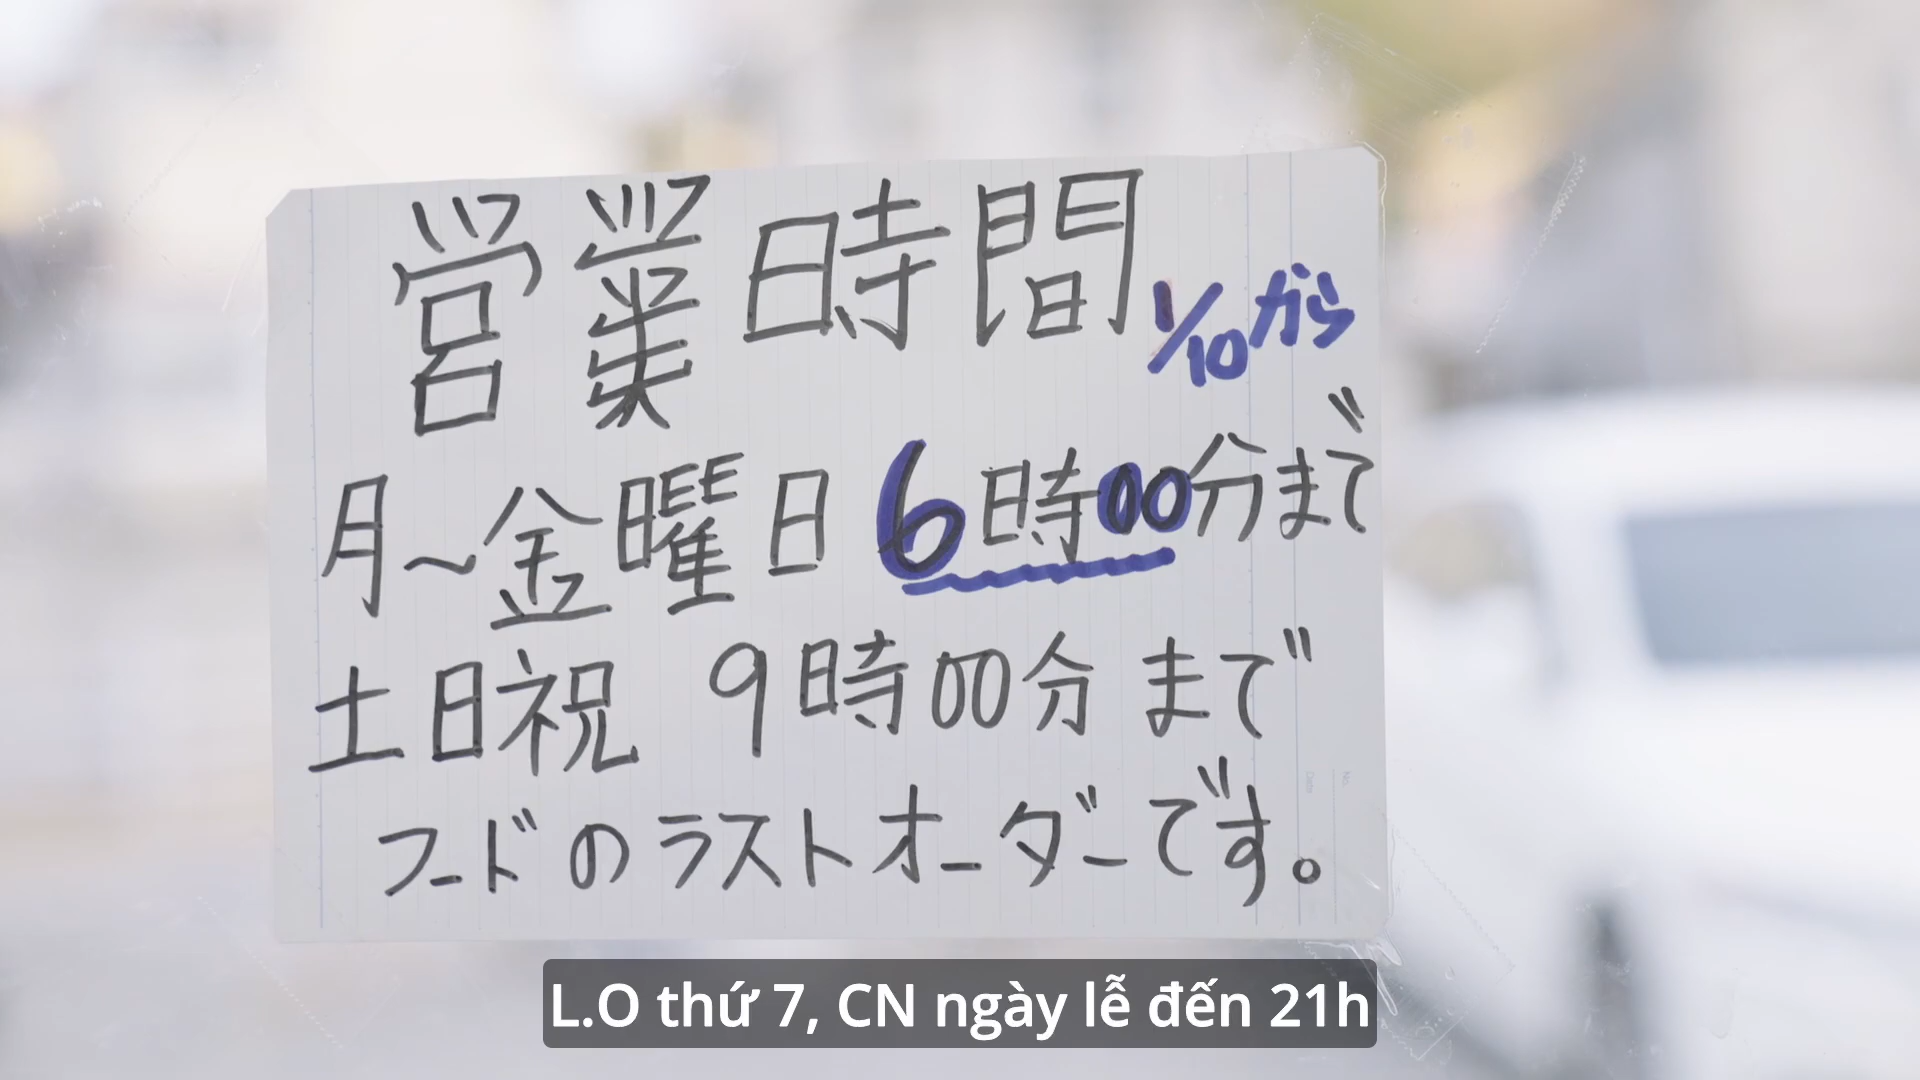 営業時間 1/10から
月～金曜日 6時00分まで
土日祝 9時00分まで
フードのラストオーダーです。
L.O thứ 7, CN ngày lễ đến 21h